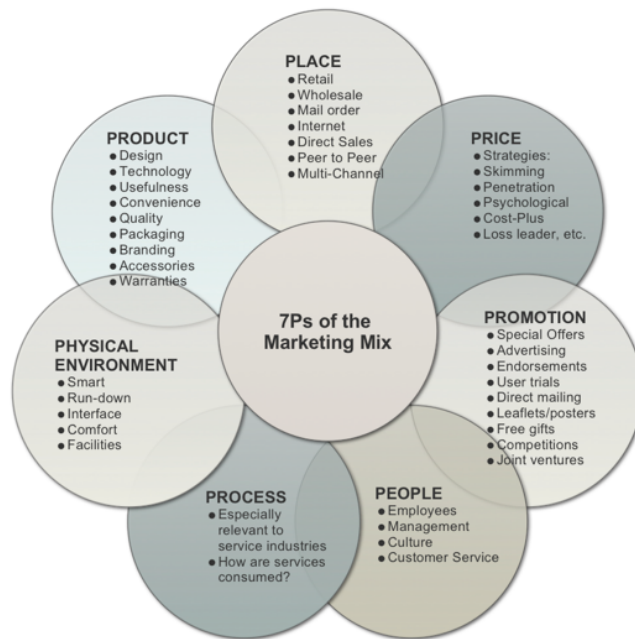 PLACE
• Retail
• Wholesale
• Mail order
• Internet
• Direct Sales
• Peer to Peer
• Multi-Channel
PRICE
• Strategies:
• Skimming
• Penetration
• Psychological
• Cost-Plus
• Loss leader, etc.
PROMOTION
• Special Offers
• Advertising
• Endorsements
• User trials
• Direct mailing
• Leaflets/posters
• Free gifts
• Competitions
• Joint ventures
PEOPLE
• Employees
• Management
• Culture
• Customer Service
PROCESS
• Especially
relevant to
service industries
• How are services
consumed?
PHYSICAL
ENVIRONMENT
• Smart
• Run-down
• Interface
• Comfort
• Facilities
PRODUCT
• Design
• Technology
• Usefulness
• Convenience
• Quality
• Packaging
• Branding
• Accessories
• Warranties
7Ps of the
Marketing Mix